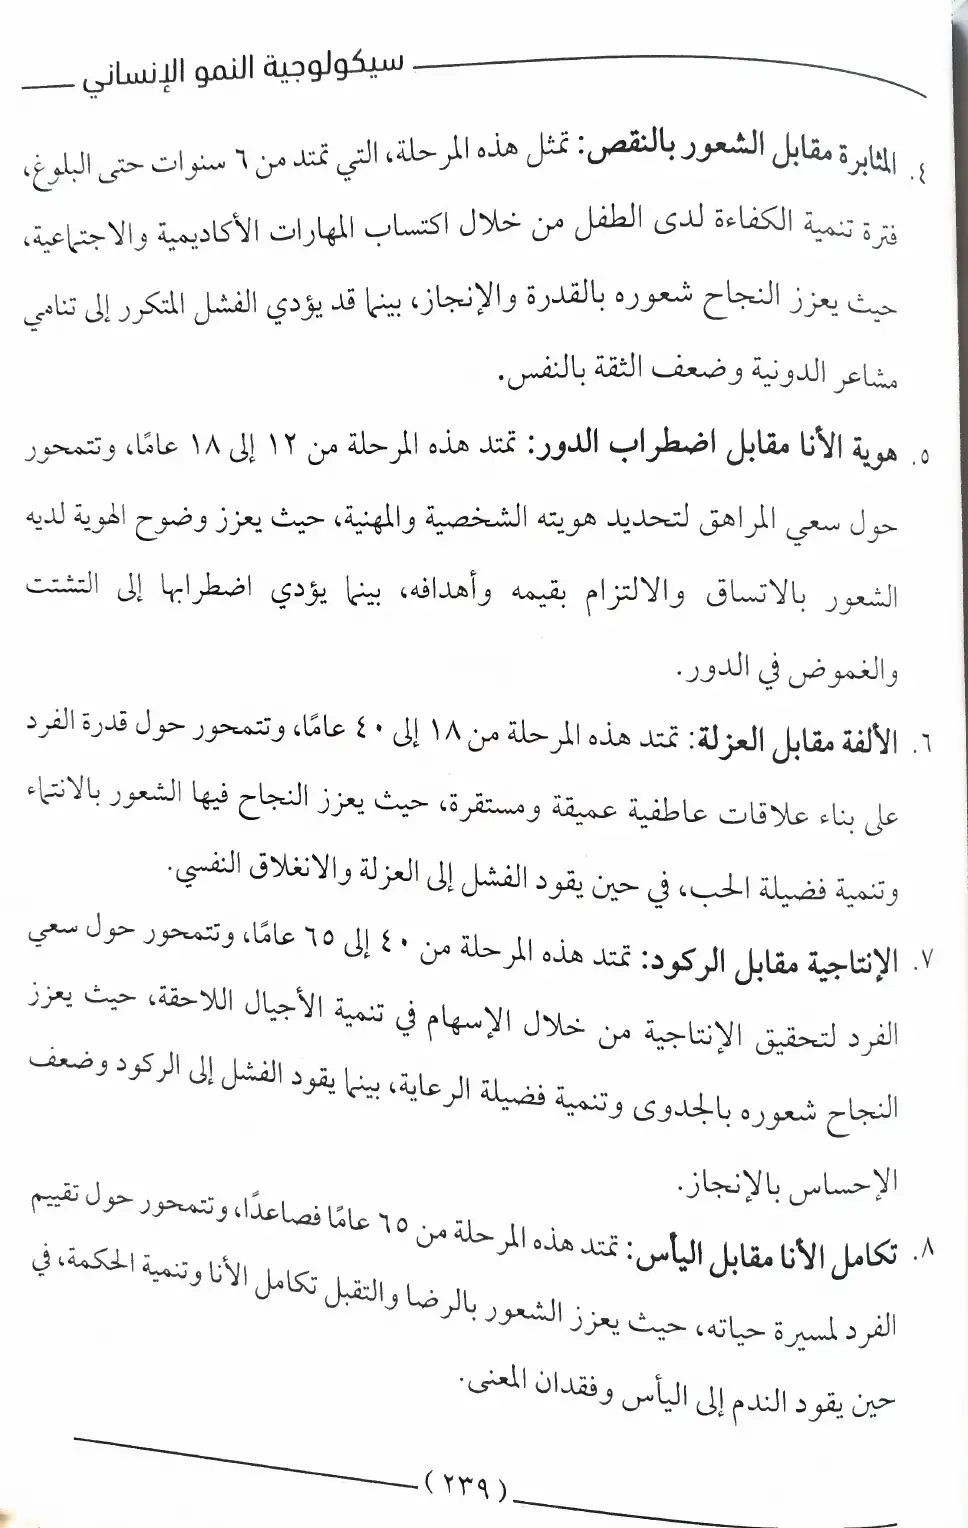 سيكولوجية النمو الإنساني
٤. المثابرة مقابل الشعور بالنقص: تمثل هذه المرحلة، التي تمتد من ٦ سنوات حتى البلوغ،
فترة تنمية الكفاءة لدى الطفل من خلال اكتساب المهارات الأكاديمية والاجتماعية،
حيث يعزز النجاح شعوره بالقدرة والإنجاز، بينما قد يؤدي الفشل المتكرر إلى تنامي
مشاعر الدونية وضعف الثقة بالنفس.
٥. هوية الأنا مقابل اضطراب الدور: تمتد هذه المرحلة من ١٢ إلى ١٨ عامًا، وتتمحور
حول سعي المراهق لتحديد هويته الشخصية والمهنية، حيث يعزز وضوح الهوية لديه
الشعور بالاتساق والالتزام بقيمه وأهدافه، بينما يؤدي اضطرابها إلى التشتت
والغموض في الدور.
٦. الألفة مقابل العزلة: تمتد هذه المرحلة من ١٨ إلى ٤٠ عامًا، وتتمحور حول قدرة الفرد
على بناء علاقات عاطفية عميقة ومستقرة، حيث يعزز النجاح فيها الشعور بالانتماء
وتنمية فضيلة الحب، في حين يقود الفشل إلى العزلة والانغلاق النفسي.
٧. الإنتاجية مقابل الركود: تمتد هذه المرحلة من ٤٠ إلى ٦٥ عامًا، وتتمحور حول سعي
الفرد لتحقيق الإنتاجية من خلال الإسهام في تنمية الأجيال اللاحقة، حيث يعزز
النجاح شعوره بالجدوى وتنمية فضيلة الرعاية، بينما يقود الفشل إلى الركود وضعف
الإحساس بالإنجاز.
٨. تكامل الأنا مقابل اليأس: تمتد هذه المرحلة من ٦٥ عامًا فصاعدًا، وتتمحور حول تقييم
الفرد لمسيرة حياته، حيث يعزز الشعور بالرضا والتقبل تكامل الأنا وتنمية الحكمة، في
حين يقود الندم إلى اليأس وفقدان المعنى.
(٢٣٩)